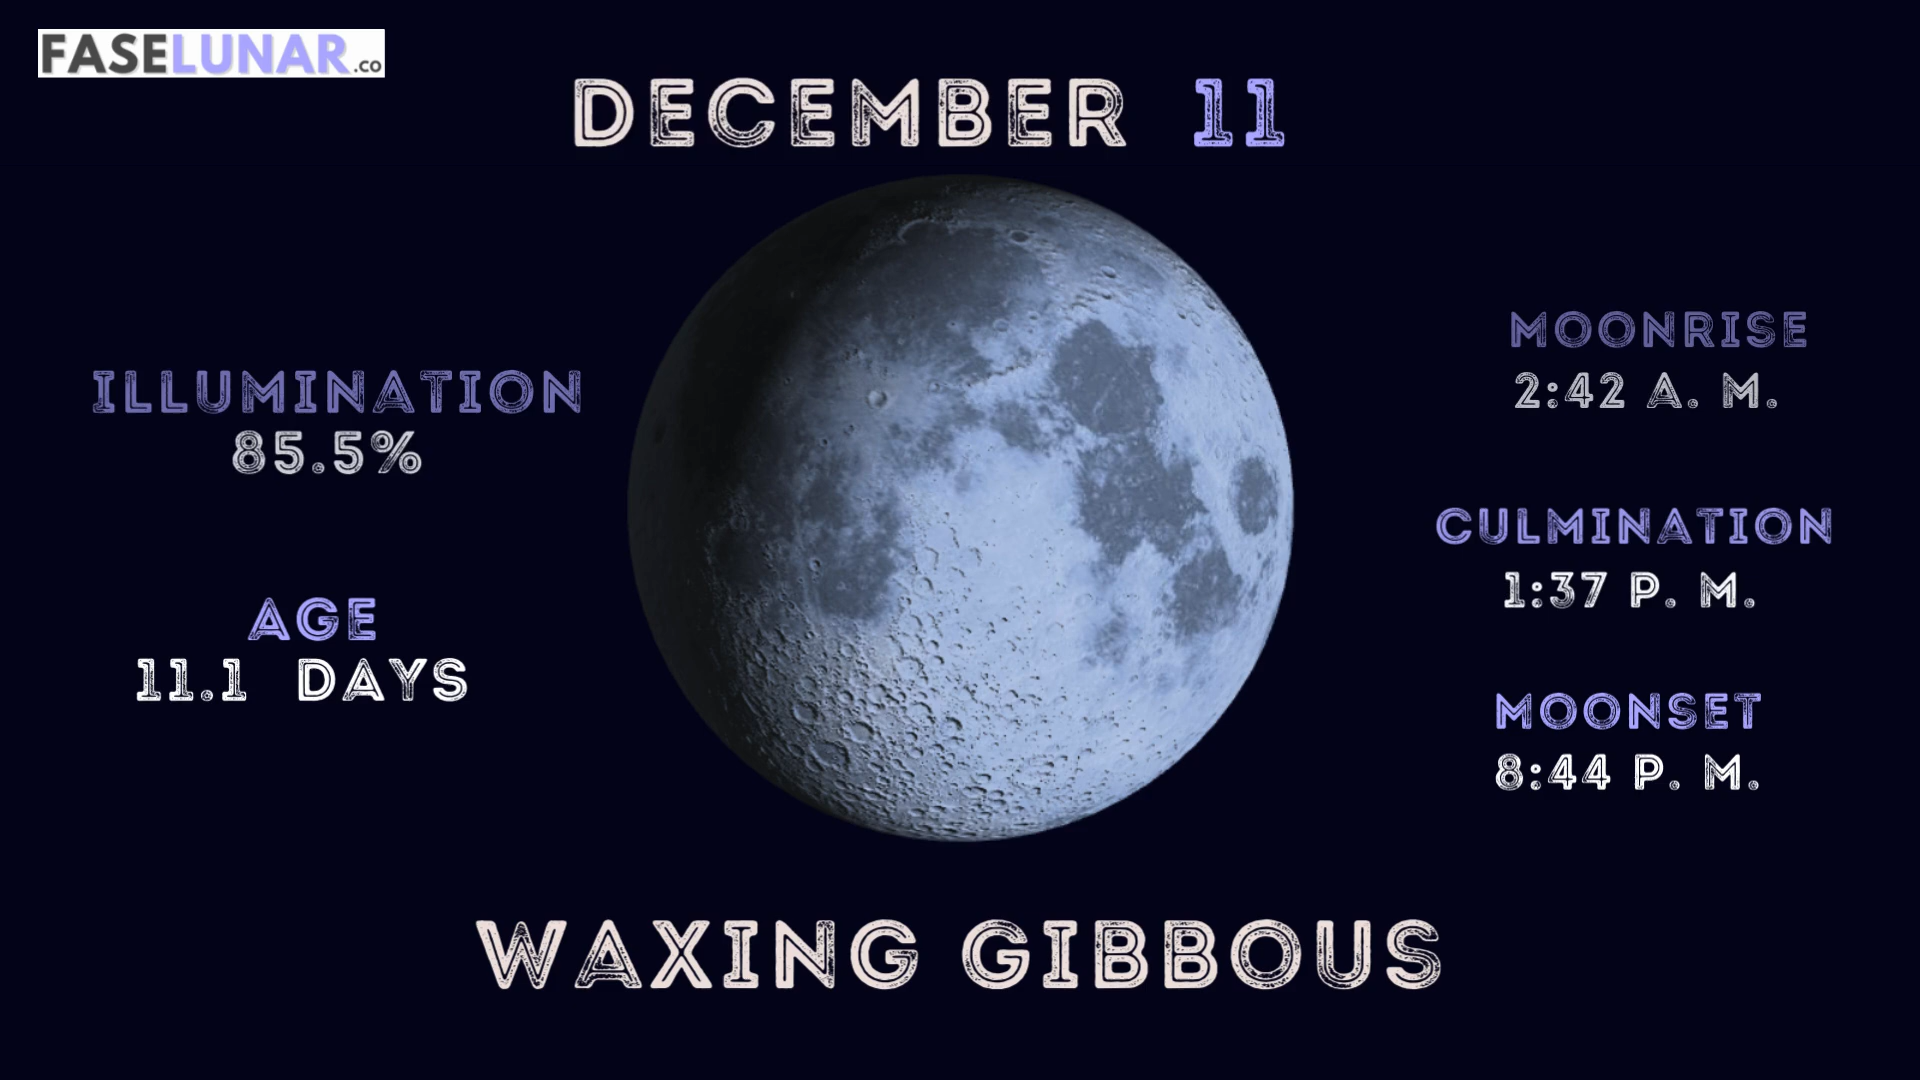 FASELUNAR.co
DECEMBER 11
ILLUMINATION
85.5%
AGE
11.1 DAYS
MOONRISE
2:42 A. M.
CULMINATION
1:37 P. M.
MOONSET
8:44 P. M.
WAXING GIBBOUS